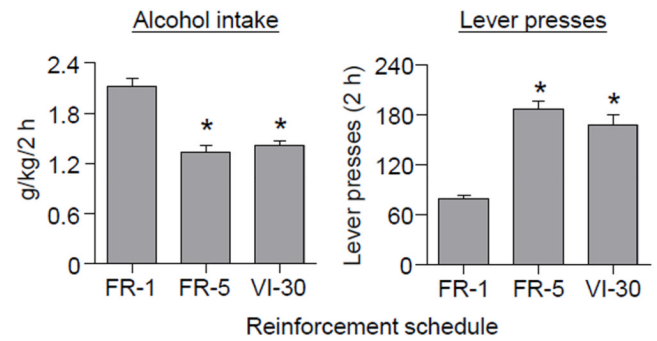 Alcohol intake
g/kg/2 h
2.4
1.8
1.2
0.6
0
*
*
FR-1 FR-5 VI-30
Lever presses
Lever presses (2 h)
240
180
120
60
0
*
*
FR-1 FR-5 VI-30
Reinforcement schedule